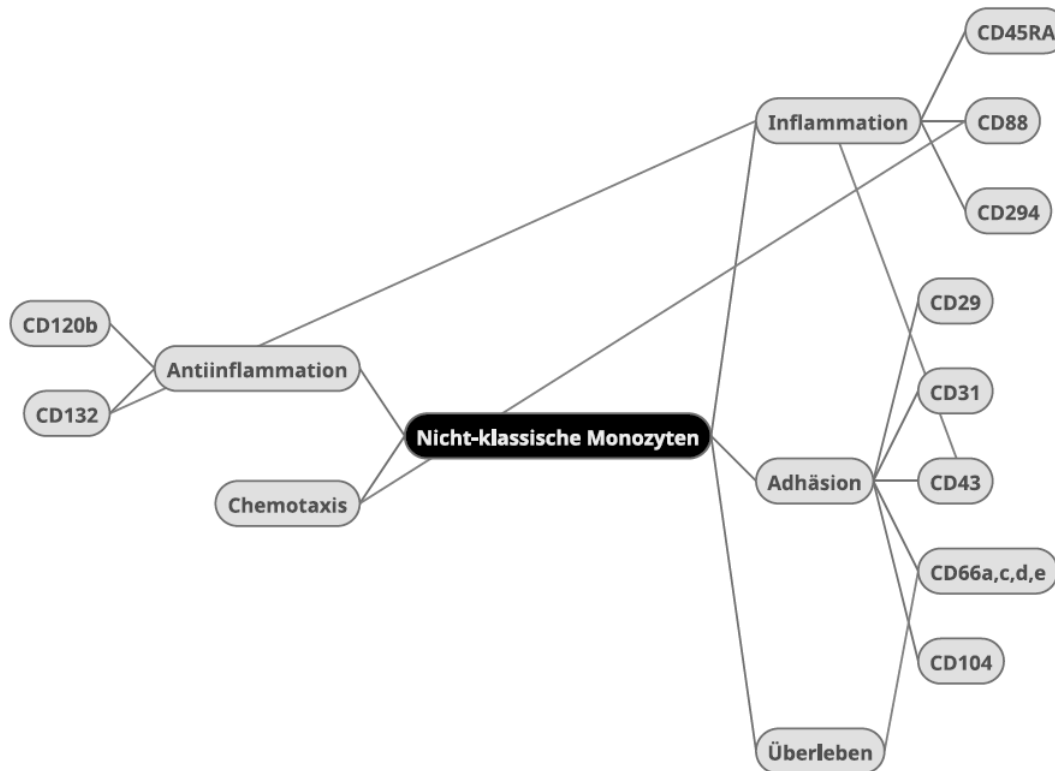 CD45RA
Inflammation
CD88
CD294
CD29
CD120b
Antiinflammation
CD31
CD132
Nicht-klassische Monozyten
Adhäsion
CD43
Chemotaxis
CD66a,c,d,e
CD104
Überleben